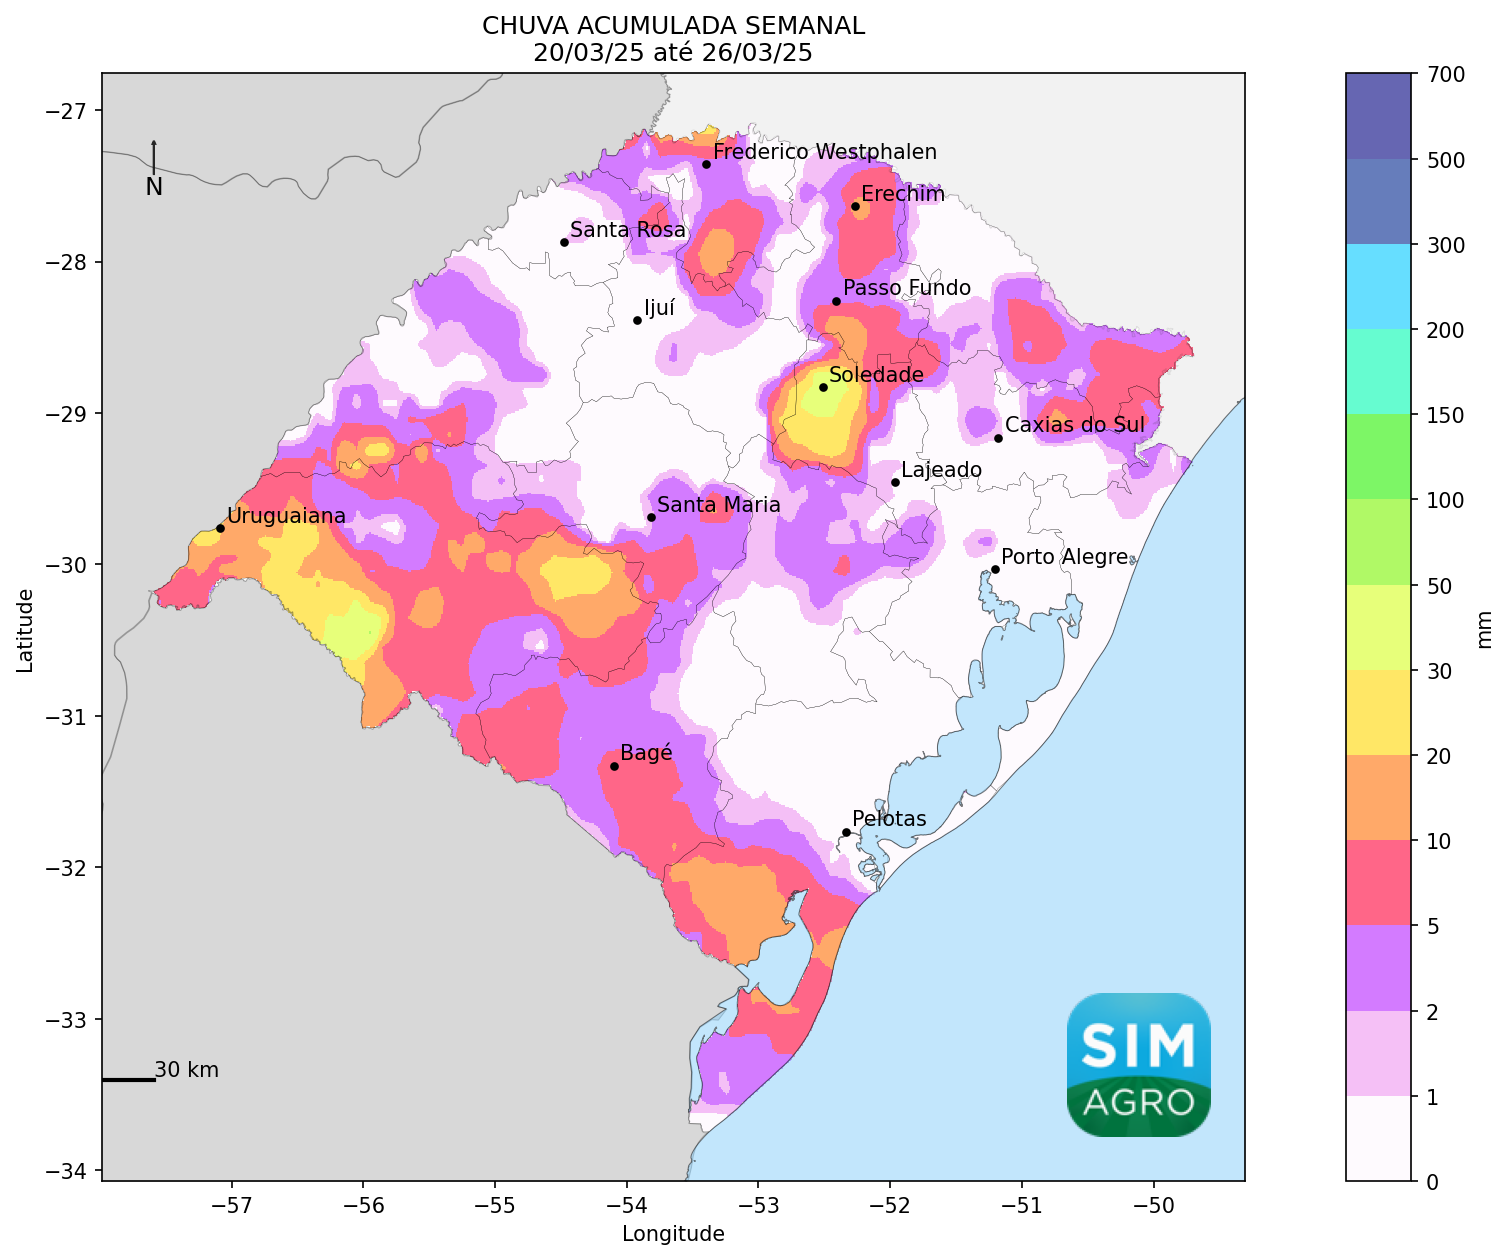 CHUVA ACUMULADA SEMANAL
20/03/25 até 26/03/25
700
−27
Frederico Westphalen
500
N
Erechim
Santa Rosa
300
−28
Passo Fundo
Ijuí
200
Soledade
−29
150
Caxias do Sul
Lajeado
100
Santa Maria
Uruguaiana
Porto Alegre
−30
50
Latitude
mm
30
−31
Bagé
20
Pelotas
10
−32
5
−33
2
SIM
AGRO
30 km
1
−34
0
−57
−56
−55
−54
−53
−52
−51
−50
Longitude